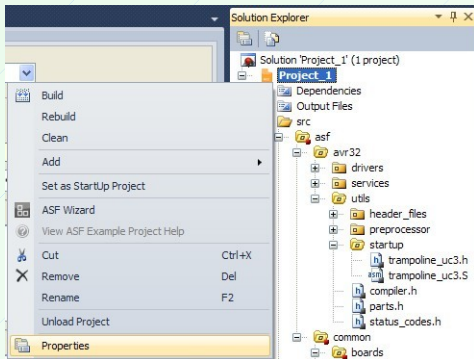 Solution Explorer
Solution 'Project_1' (1 project)
Project_1
Build
Rebuild
Clean
Add
Set as StartUp Project
ASF Wizard
View ASF Example Project Help
Cut Ctrl+X
Remove Del
Rename F2
Unload Project
Properties
Dependencies
Output Files
src
asf
avr32
drivers
services
utils
header_files
preprocessor
startup
trampoline_uc3.h
trampoline_uc3.S
compiler.h
parts.h
status_codes.h
common
boards